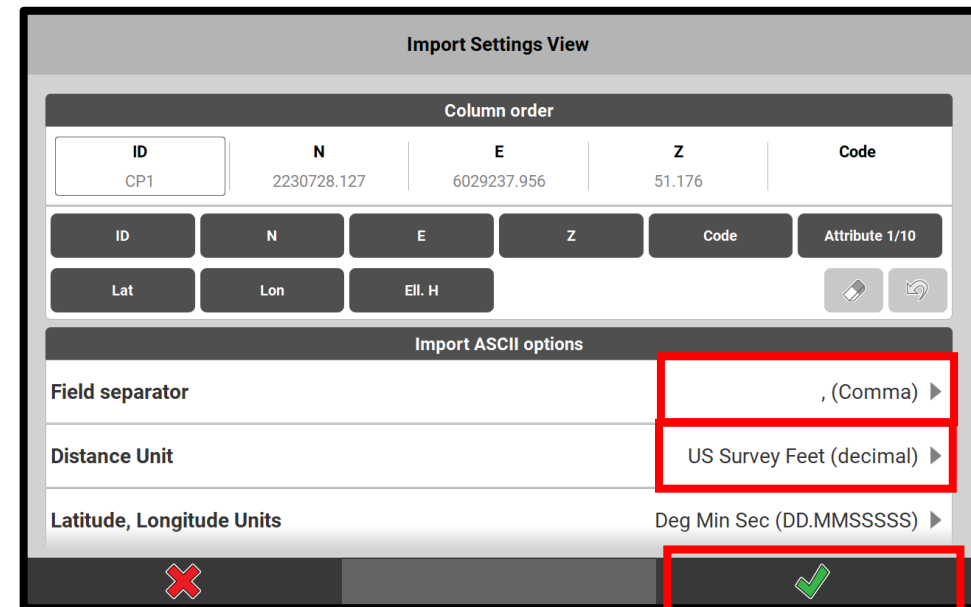 Import Settings View
Column order
ID N E Z Code
CP1 2230728.127 6029237.956 51.176
ID N E Z Code Attribute 1/10
Lat Lon Ell. H
Import ASCII options
Field separator , (Comma)
Distance Unit US Survey Feet (decimal)
Latitude, Longitude Units Deg Min Sec (DD.MMSSSSS)